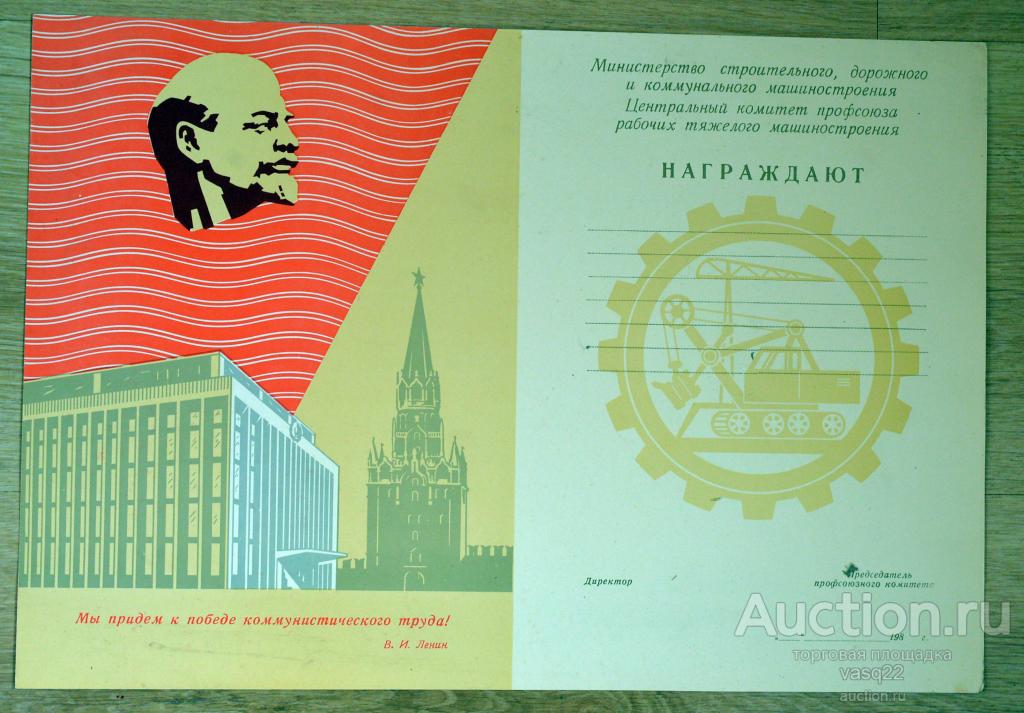 Мы придем к победе коммунистического труда!
В. И. Ленин
Министерство строительного, дорожного
и коммунального машиностроения
Центральный комитет профсоюза
рабочих тяжелого машиностроения
НАГРАЖДАЮТ
Директор
Председатель
профсоюзного комитета
„___“ 198 г.
Auction.ru
торговая площадка
vasq22
auction.ru